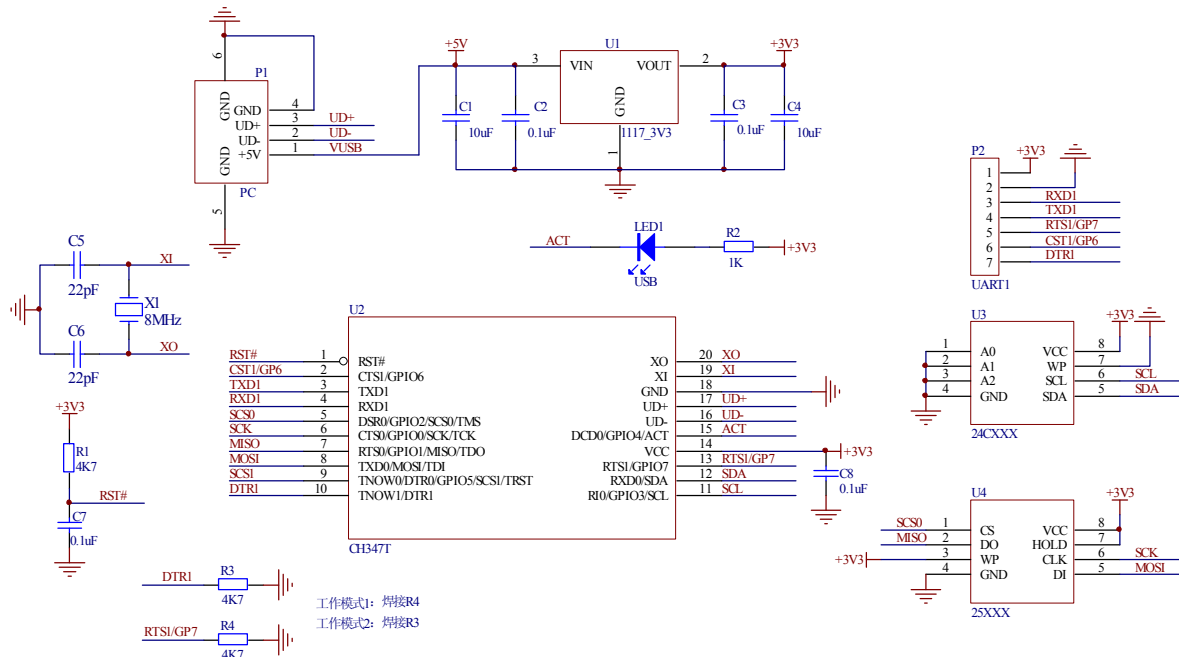 6
P1
GND
GND
4
UD+
3
UD+
UD-
2
UD-
GND
+5V
1
VUSB
PC
5
+5V
U1
+3V3
3
VIN
VOUT
2
GND
C1
10uF
C2
0.1uF
1117_3V3
1
C3
0.1uF
C4
10uF
ACT
LED1
USB
R2
1K
+3V3
P2
+3V3
1
2
3
RXD1
4
TXD1
5
RTS1/GP7
6
CST1/GP6
7
DTR1
UART1
C5
22pF
XI
X1
8MHz
C6
22pF
XO
+3V3
R1
4K7
RST#
C7
0.1uF
U2
RST#
1
RST#
CST1/GP6
2
CTS1/GPIO6
TXD1
3
TXD1
RXD1
4
RXD1
SCS0
5
DSR0/GPIO2/SCS0/TMS
SCK
6
CTS0/GPIO0/SCK/TCK
MISO
7
RTS0/GPIO1/MISO/TDO
MOSI
8
TXD0/MOSI/TDI
SCS1
9
TNOW0/DTR0/GPIO5/SCS1/TRST
DTR1
10
TNOW1/DTR1
XO
20
XO
XI
19
XI
GND
18
UD+
17
UD+
UD-
16
UD-
DCD0/GPIO4/ACT
15
ACT
VCC
14
+3V3
RTS1/GPIO7
13
RTS1/GP7
RXD0/SDA
12
SDA
RI0/GPIO3/SCL
11
SCL
C8
0.1uF
CH347T
U3
+3V3
1
A0
VCC
8
2
A1
WP
7
3
A2
SCL
6
SCL
4
GND
SDA
5
SDA
24CXXX
U4
+3V3
SCS0
1
CS
VCC
8
MISO
2
DO
HOLD
7
+3V3
3
WP
CLK
6
SCK
4
GND
DI
5
MOSI
25XXX
DTR1
R3
4K7
RTS1/GP7
R4
4K7
工作模式1：焊接R4
工作模式2：焊接R3